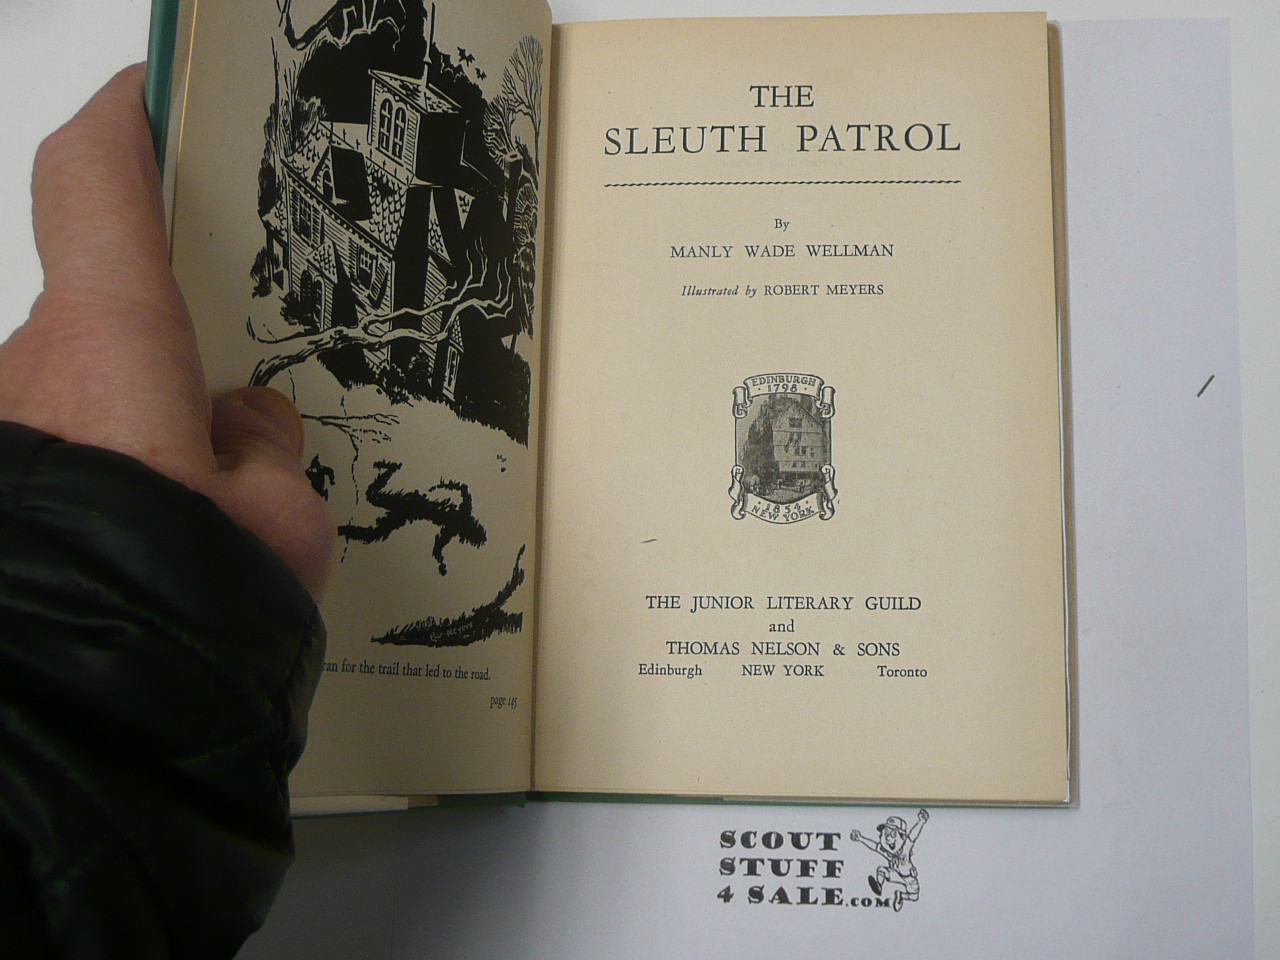 ran for the trail that led to the road.
page 145
THE
SLEUTH PATROL
By
MANLY WADE WELLMAN
Illustrated by ROBERT MEYERS
EDINBURGH
1798
1854
NEW YORK
THE JUNIOR LITERARY GUILD
and
THOMAS NELSON & SONS
Edinburgh NEW YORK Toronto
SCOUT
STUFF
4 SALE.COM